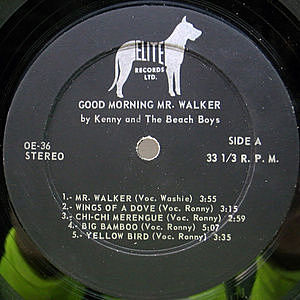 ELITE
RECORDS
LTD.
GOOD MORNING MR. WALKER
by Kenny and The Beach Boys
OE-36
STEREO
SIDE A
33 1/3 R. P. M.
1.- MR. WALKER (Voc. Washie) 3:55
2.- WINGS OF A DOVE (Voc. Ronny) 3:15
3.- CHI-CHI MERENGUE (Voc. Ronny) 2:59
4.- BIG BAMBOO (Voc. Ronny) 5:07
5.- YELLOW BIRD (Voc. Ronny) 3:35